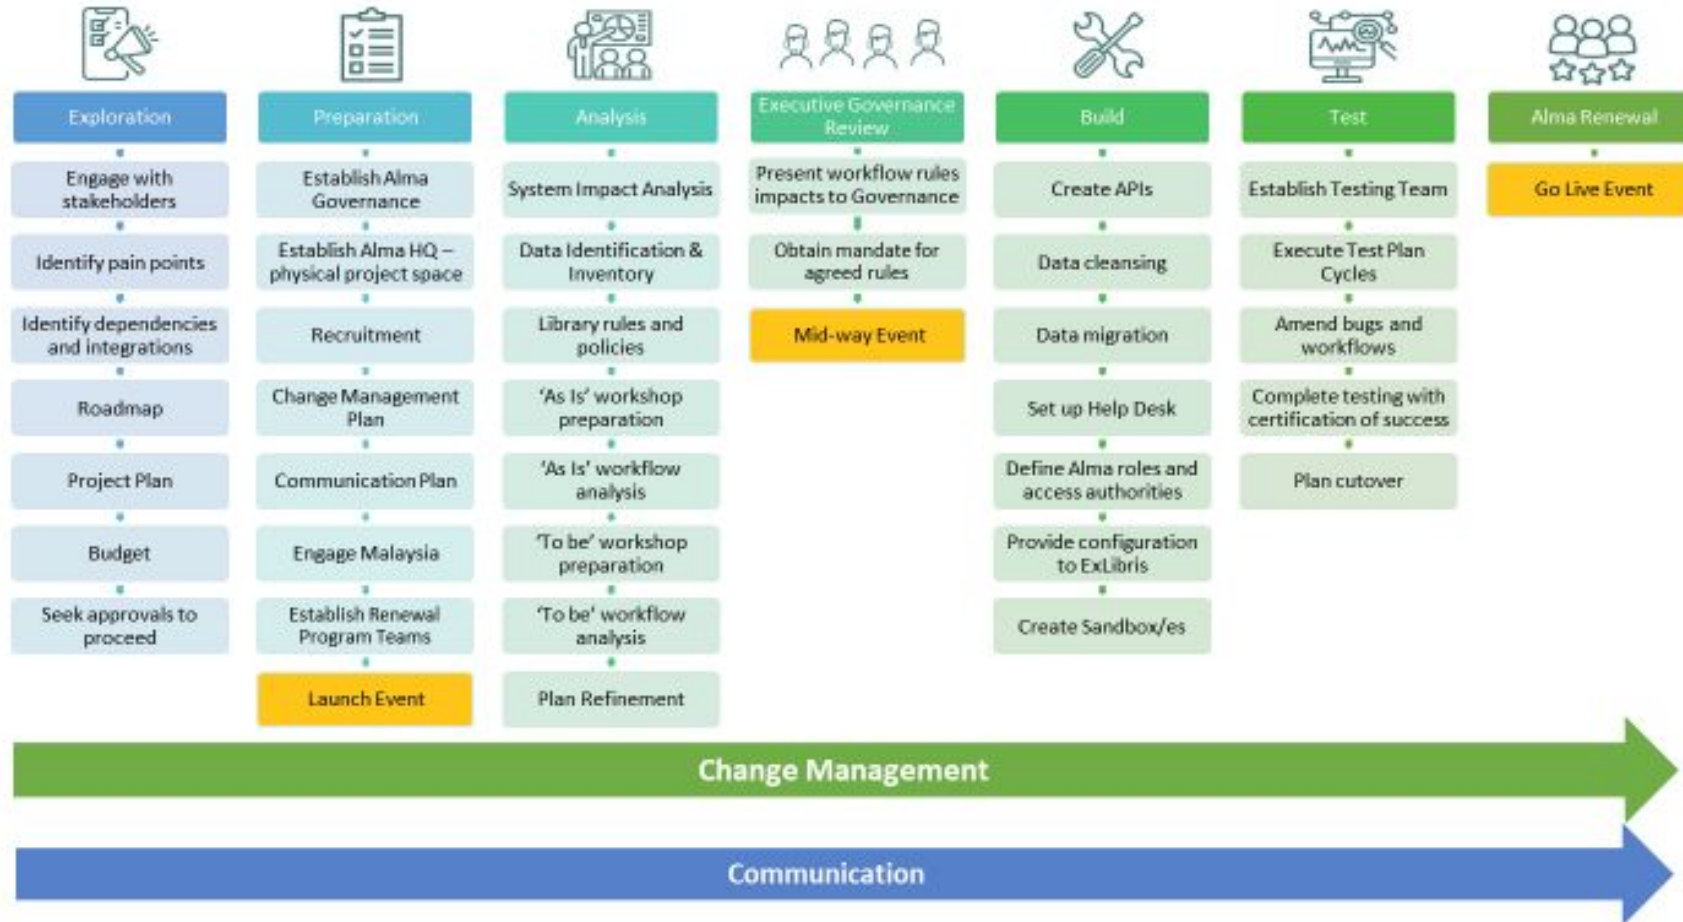 Exploration
Engage with
stakeholders
Identify pain points
Identify dependencies
and integrations
Roadmap
Project Plan
Budget
Seek approvals to
proceed
Preparation
Establish Alma
Governance
Establish Alma HQ –
physical project space
Recruitment
Change Management
Plan
Communication Plan
Engage Malaysia
Establish Renewal
Program Teams
Launch Event
Analysis
System Impact Analysis
Data Identification &
Inventory
Library rules and
policies
'As Is' workshop
preparation
'As Is' workflow
analysis
'To be' workshop
preparation
'To be' workflow
analysis
Plan Refinement
Executive Governance
Review
Present workflow rules
impacts to Governance
Obtain mandate for
agreed rules
Mid-way Event
Build
Create APIs
Data cleansing
Data migration
Set up Help Desk
Define Alma roles and
access authorities
Provide configuration
to ExLibris
Create Sandbox/es
Test
Establish Testing Team
Execute Test Plan
Cycles
Amend bugs and
workflows
Complete testing with
certification of success
Plan cutover
Alma Renewal
Go Live Event
Change Management
Communication